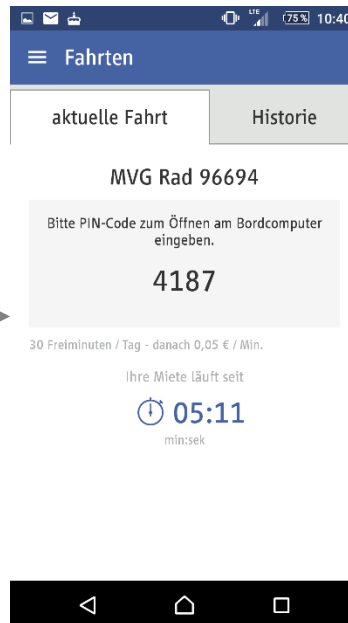 LTE 75% 10:40
Fahrten
aktuelle Fahrt Historie
MVG Rad 96694
Bitte PIN-Code zum Öffnen am Bordcomputer
eingeben.
4187
30 Freiminuten / Tag - danach 0,05 € / Min.
Ihre Miete läuft seit
05:11
min:sek